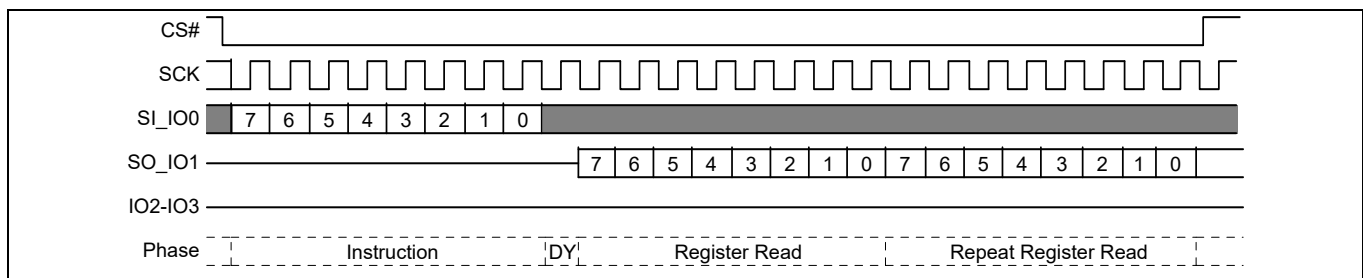 CS#
SCK
SI_IO0 7 6 5 4 3 2 1 0
SO_IO1 7 6 5 4 3 2 1 0 7 6 5 4 3 2 1 0
IO2-IO3
Phase Instruction DY Register Read Repeat Register Read